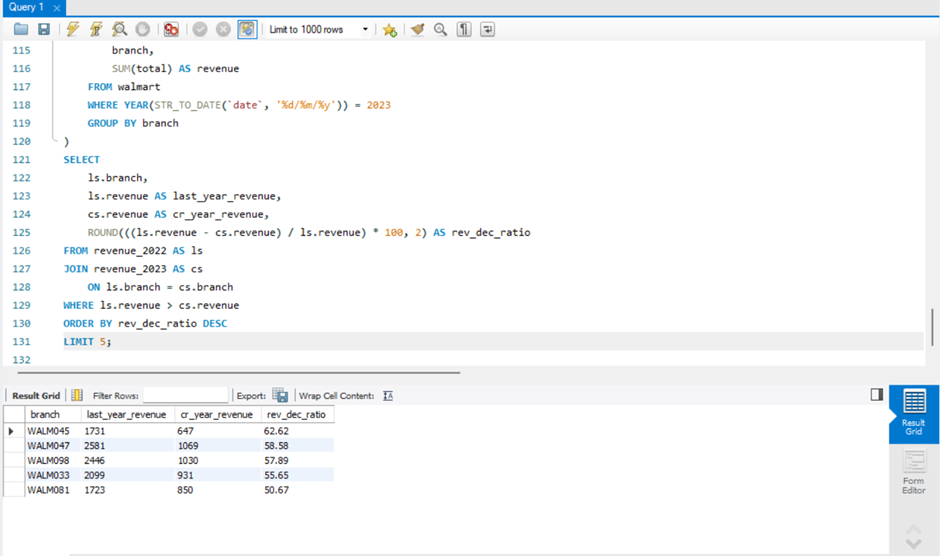 Query 1
Limit to 1000 rows
115 branch,
116 SUM(total) AS revenue
117 FROM walmart
118 WHERE YEAR(STR_TO_DATE(`date`, '%d/%m/%y')) = 2023
119 GROUP BY branch
120 )
121 SELECT
122 ls.branch,
123 ls.revenue AS last_year_revenue,
124 cs.revenue AS cr_year_revenue,
125 ROUND(((ls.revenue - cs.revenue) / ls.revenue) * 100, 2) AS rev_dec_ratio
126 FROM revenue_2022 AS ls
127 JOIN revenue_2023 AS cs
128 ON ls.branch = cs.branch
129 WHERE ls.revenue > cs.revenue
130 ORDER BY rev_dec_ratio DESC
131 LIMIT 5;
132
Result Grid Filter Rows: Export: Wrap Cell Content:
branch last_year_revenue cr_year_revenue rev_dec_ratio
WALM045 1731 647 62.62
WALM047 2581 1069 58.58
WALM098 2446 1030 57.89
WALM033 2099 931 55.65
WALM081 1723 850 50.67
Result
Grid
Form
Editor